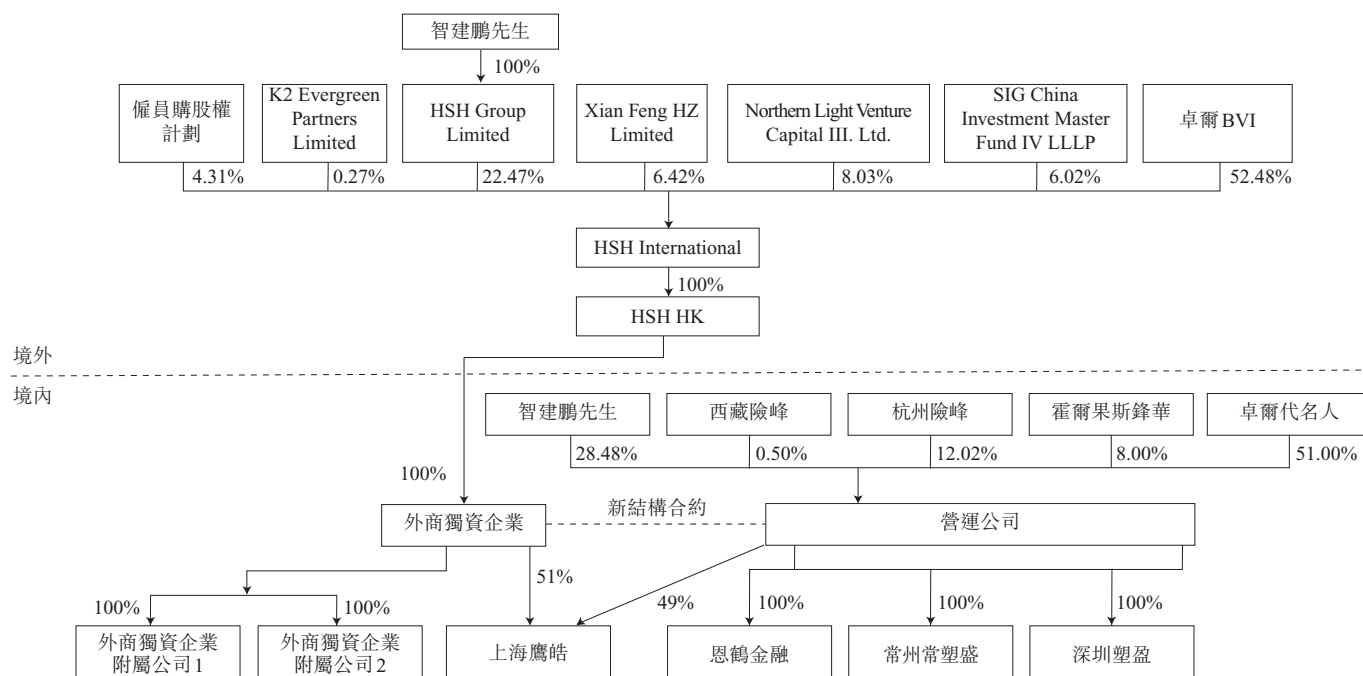 智建鵬先生
100%
僱員購股權
計劃
K2 Evergreen
Partners
Limited
HSH Group
Limited
Xian Feng HZ
Limited
Northern Light Venture
Capital III. Ltd.
SIG China
Investment Master
Fund IV LLLP
卓爾BVI
4.31%
0.27%
22.47%
6.42%
8.03%
6.02%
52.48%
HSH International
100%
HSH HK
境外
境內
智建鵬先生
西藏險峰
杭州險峰
霍爾果斯鋒華
卓爾代名人
28.48%
0.50%
12.02%
8.00%
51.00%
100%
外商獨資企業
新結構合約
營運公司
51%
49%
100%
100%
100%
100%
100%
外商獨資企業
附屬公司1
外商獨資企業
附屬公司2
上海鷹皓
恩鶴金融
常州常塑盛
深圳塑盈